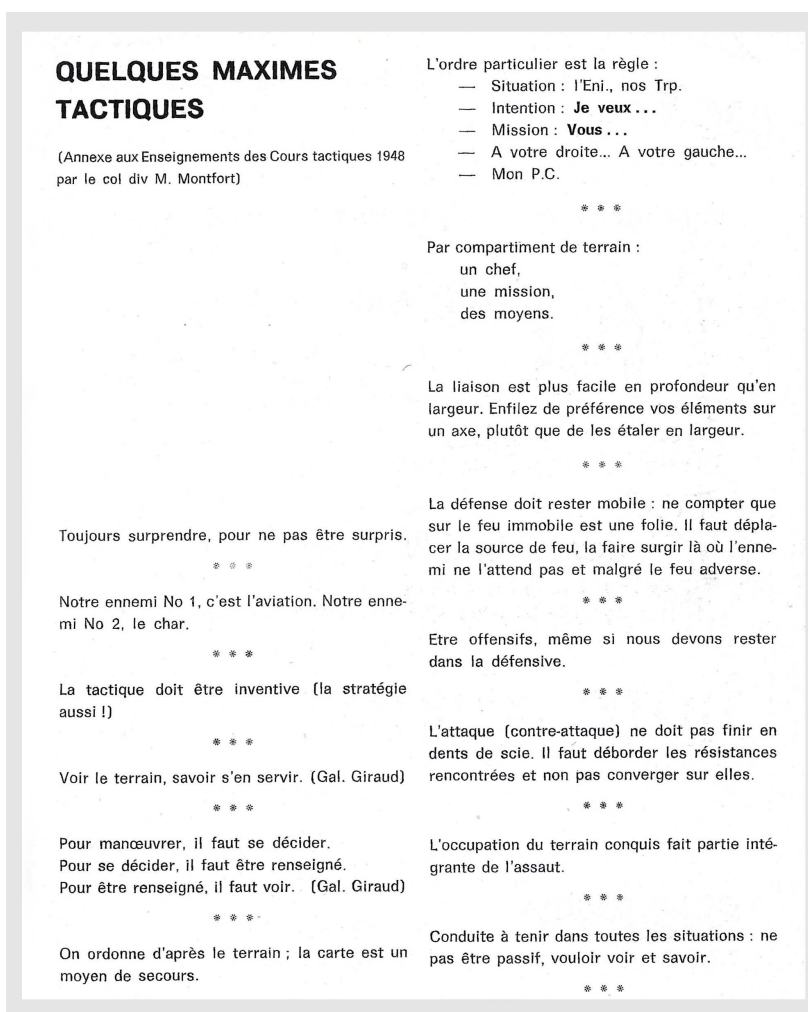 QUELQUES MAXIMES
TACTIQUES
(Annexe aux Enseignements des Cours tactiques 1948
par le col div M. Montfort)
Toujours surprendre, pour ne pas être surpris.
* * *
Notre ennemi No 1, c'est l'aviation. Notre enne-
mi No 2, le char.
* * *
La tactique doit être inventive (la stratégie
aussi !)
* * *
Voir le terrain, savoir s'en servir. (Gal. Giraud)
* * *
Pour manœuvrer, il faut se décider.
Pour se décider, il faut être renseigné.
Pour être renseigné, il faut voir. (Gal. Giraud)
* * *
On ordonne d'après le terrain ; la carte est un
moyen de secours.
L'ordre particulier est la règle :
— Situation : l'Eni., nos Trp.
— Intention : Je veux ...
— Mission : Vous ...
— A votre droite... A votre gauche...
— Mon P.C.
* * *
Par compartiment de terrain :
un chef,
une mission,
des moyens.
* * *
La liaison est plus facile en profondeur qu'en
largeur. Enfilez de préférence vos éléments sur
un axe, plutôt que de les étaler en largeur.
* * *
La défense doit rester mobile : ne compter que
sur le feu immobile est une folie. Il faut dépla-
cer la source de feu, la faire surgir là où l'enne-
mi ne l'attend pas et malgré le feu adverse.
* * *
Etre offensifs, même si nous devons rester
dans la défensive.
* * *
L'attaque (contre-attaque) ne doit pas finir en
dents de scie. Il faut déborder les résistances
rencontrées et non pas converger sur elles.
* * *
L'occupation du terrain conquis fait partie inté-
grante de l'assaut.
* * *
Conduite à tenir dans toutes les situations : ne
pas être passif, vouloir voir et savoir.
* * *